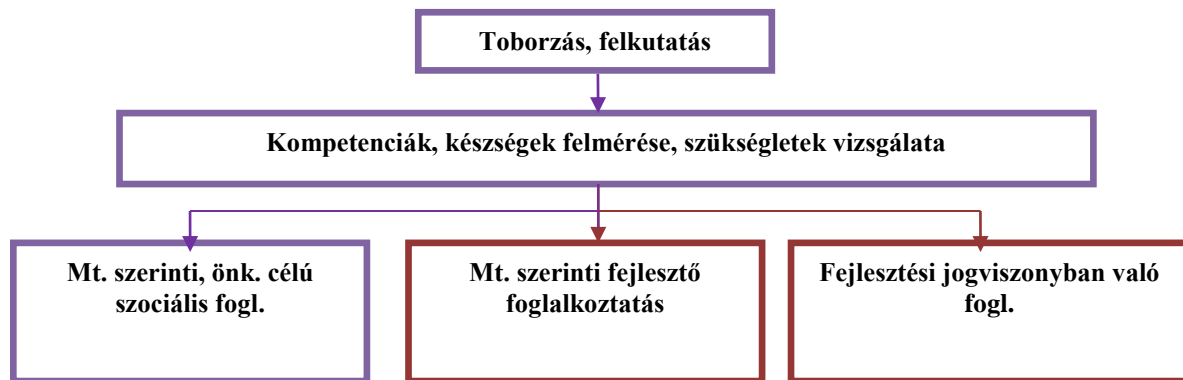 Toborzás, felkutatás
Kompetenciák, készségek felmérése, szükségletek vizsgálata
Mt. szerinti, önk. célú
szociális fogl.
Mt. szerinti fejlesztő
foglalkoztatás
Fejlesztési jogviszonyban való
fogl.